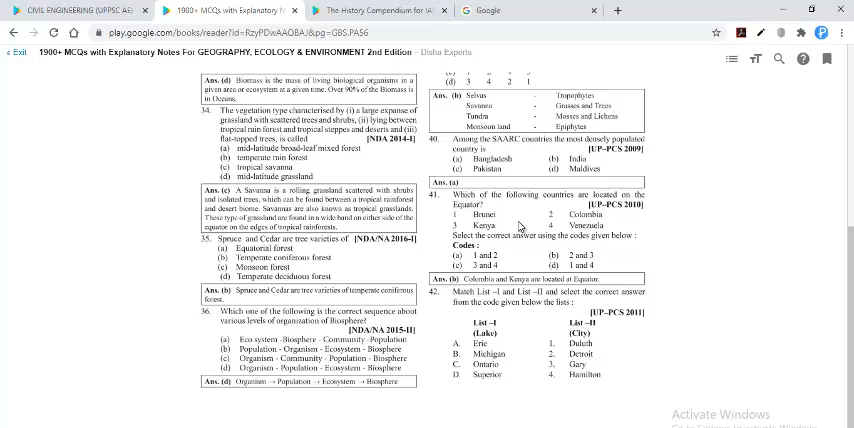 CIVIL ENGINEERING (UPPSC AE)
1900+ MCQs with Explanatory N
The History Compendium for IAS
Google
play.google.com/books/reader?id=RzyPDwAAQBAJ&pg=GBS.PA56
Exit 1900+ MCQs with Explanatory Notes For GEOGRAPHY, ECOLOGY & ENVIRONMENT 2nd Edition – Disha Experts
Ans. (d) Biomass is the mass of living biological organisms in a
given area or ecosystem at a given time. Over 90% of the Biomass is
in Oceans.
34. The vegetation type characterised by (i) a large expanse of
grassland with scattered trees and shrubs, (ii) lying between
tropical rain forest and tropical steppes and deserts and (iii)
flat-topped trees, is called [NDA 2014-I]
(a) mid-latitude broad-leaf mixed forest
(b) temperate rain forest
(c) tropical savanna
(d) mid-latitude grassland
Ans. (c) A Savanna is a rolling grassland scattered with shrubs
and isolated trees, which can be found between a tropical rainforest
and desert biome. Savannas are also known as tropical grasslands.
These type of grassland are found in a wide band on either side of the
equator on the edges of tropical rainforests.
35. Spruce and Cedar are tree varieties of [NDA/NA 2016-I]
(a) Equatorial forest
(b) Temperate coniferous forest
(c) Monsoon forest
(d) Temperate deciduous forest
Ans. (b) Spruce and Cedar are tree varieties of temperate coniferous
forest.
36. Which one of the following is the correct sequence about
various levels of organization of Biosphere?
[NDA/NA 2015-II]
(a) Eco system -Biosphere - Community -Population
(b) Population - Organism - Ecosystem - Biosphere
(c) Organism - Community - Population - Biosphere
(d) Organism - Population - Ecosystem - Biosphere
Ans. (d) Organism → Population → Ecosystem → Biosphere
(d) 3 4 2 1
Ans. (b) Selvas - Tropophytes
Savanna - Grasses and Trees
Tundra - Mosses and Lichens
Monsoon land - Epiphytes
40. Among the SAARC countries the most densely populated
country is [UP–PCS 2009]
(a) Bangladesh (b) India
(c) Pakistan (d) Maldives
Ans. (a)
41. Which of the following countries are located on the
Equator? [UP–PCS 2010]
1 Brunei 2 Colombia
3 Kenya 4 Venezuela
Select the correct answer using the codes given below :
Codes :
(a) 1 and 2 (b) 2 and 3
(c) 3 and 4 (d) 1 and 4
Ans. (b) Colombia and Kenya are located at Equator.
42. Match List –I and List –II and select the correct answer
from the code given below the lists :
[UP–PCS 2011]
List –I List –II
(Lake) (City)
A. Erie 1. Duluth
B. Michigan 2. Detroit
C. Ontario 3. Gary
D. Superior 4. Hamilton
Activate Windows